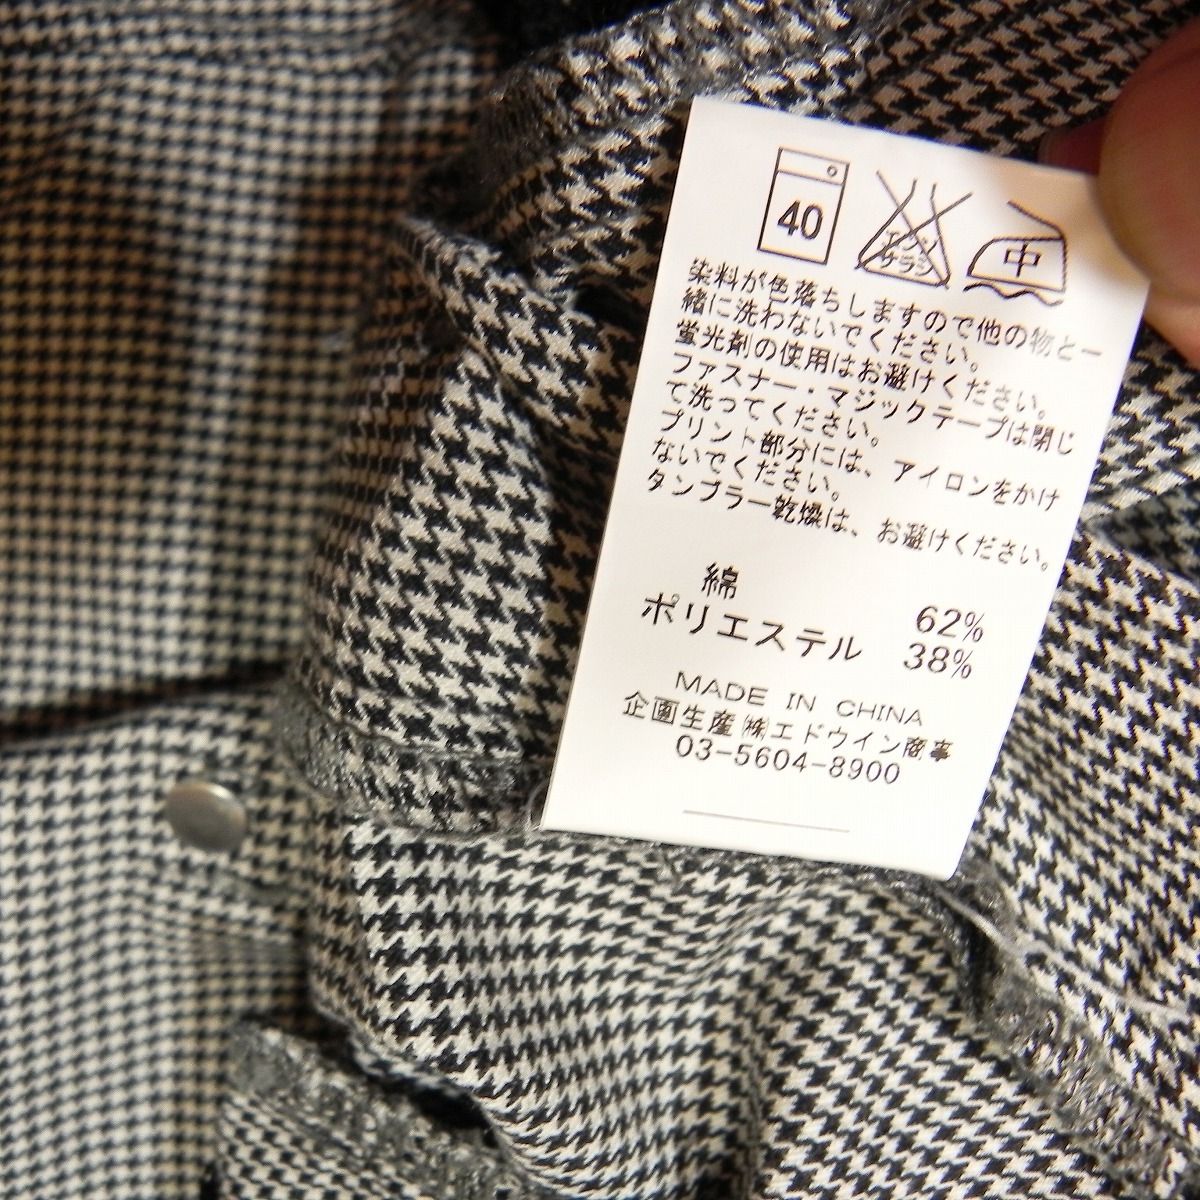 40
エンソ
サラシ
中
染料が色落ちしますので他の物と一
緒に洗わないでください。
蛍光剤の使用はお避けください。
ファスナー・マジックテープは閉じ
て洗ってください。
プリント部分には、アイロンをかけ
ないでください。
タンブラー乾燥は、お避けください。
綿 62%
ポリエステル 38%
MADE IN CHINA
企画生産㈱エドウイン商事
03-5604-8900